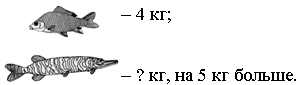 – 4 кг;
– ? кг, на 5 кг больше.